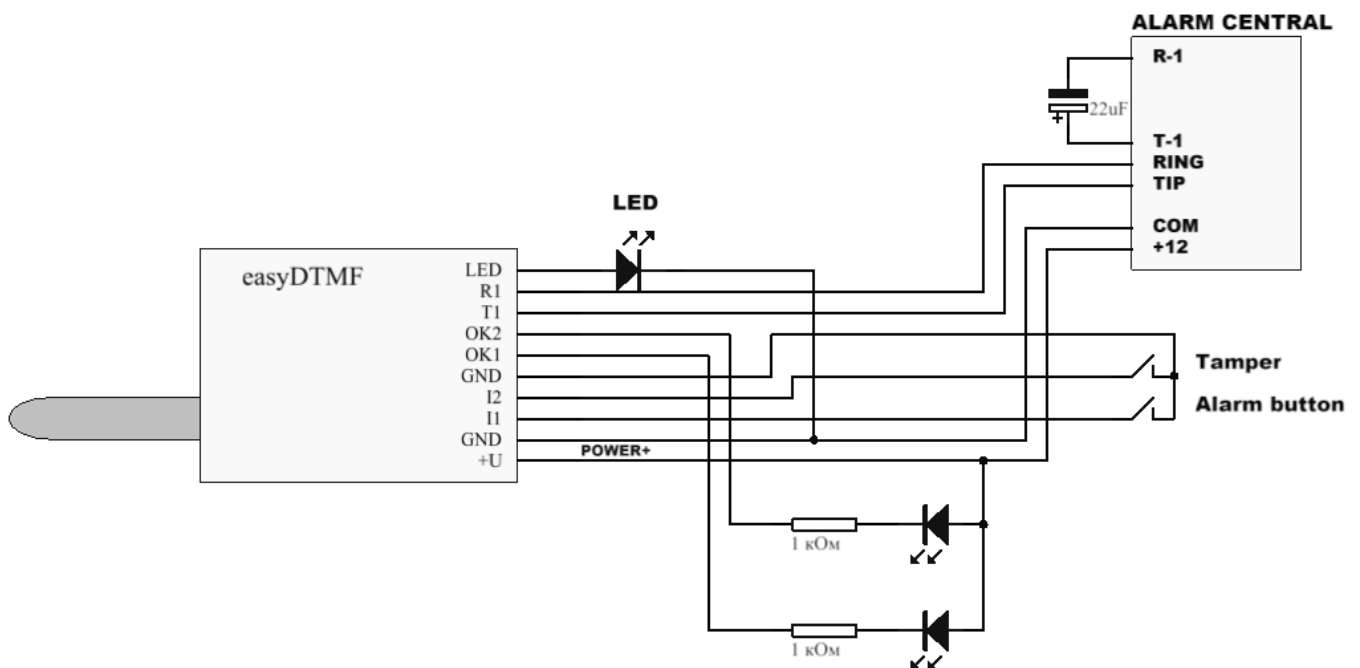 ALARM CENTRAL
R-1
22uF
+
T-1
RING
TIP
COM
+12
LED
easyDTMF
LED
R1
T1
OK2
OK1
GND
I2
I1
GND
+U
POWER+
Tamper
Alarm button
1 кОм
1 кОм